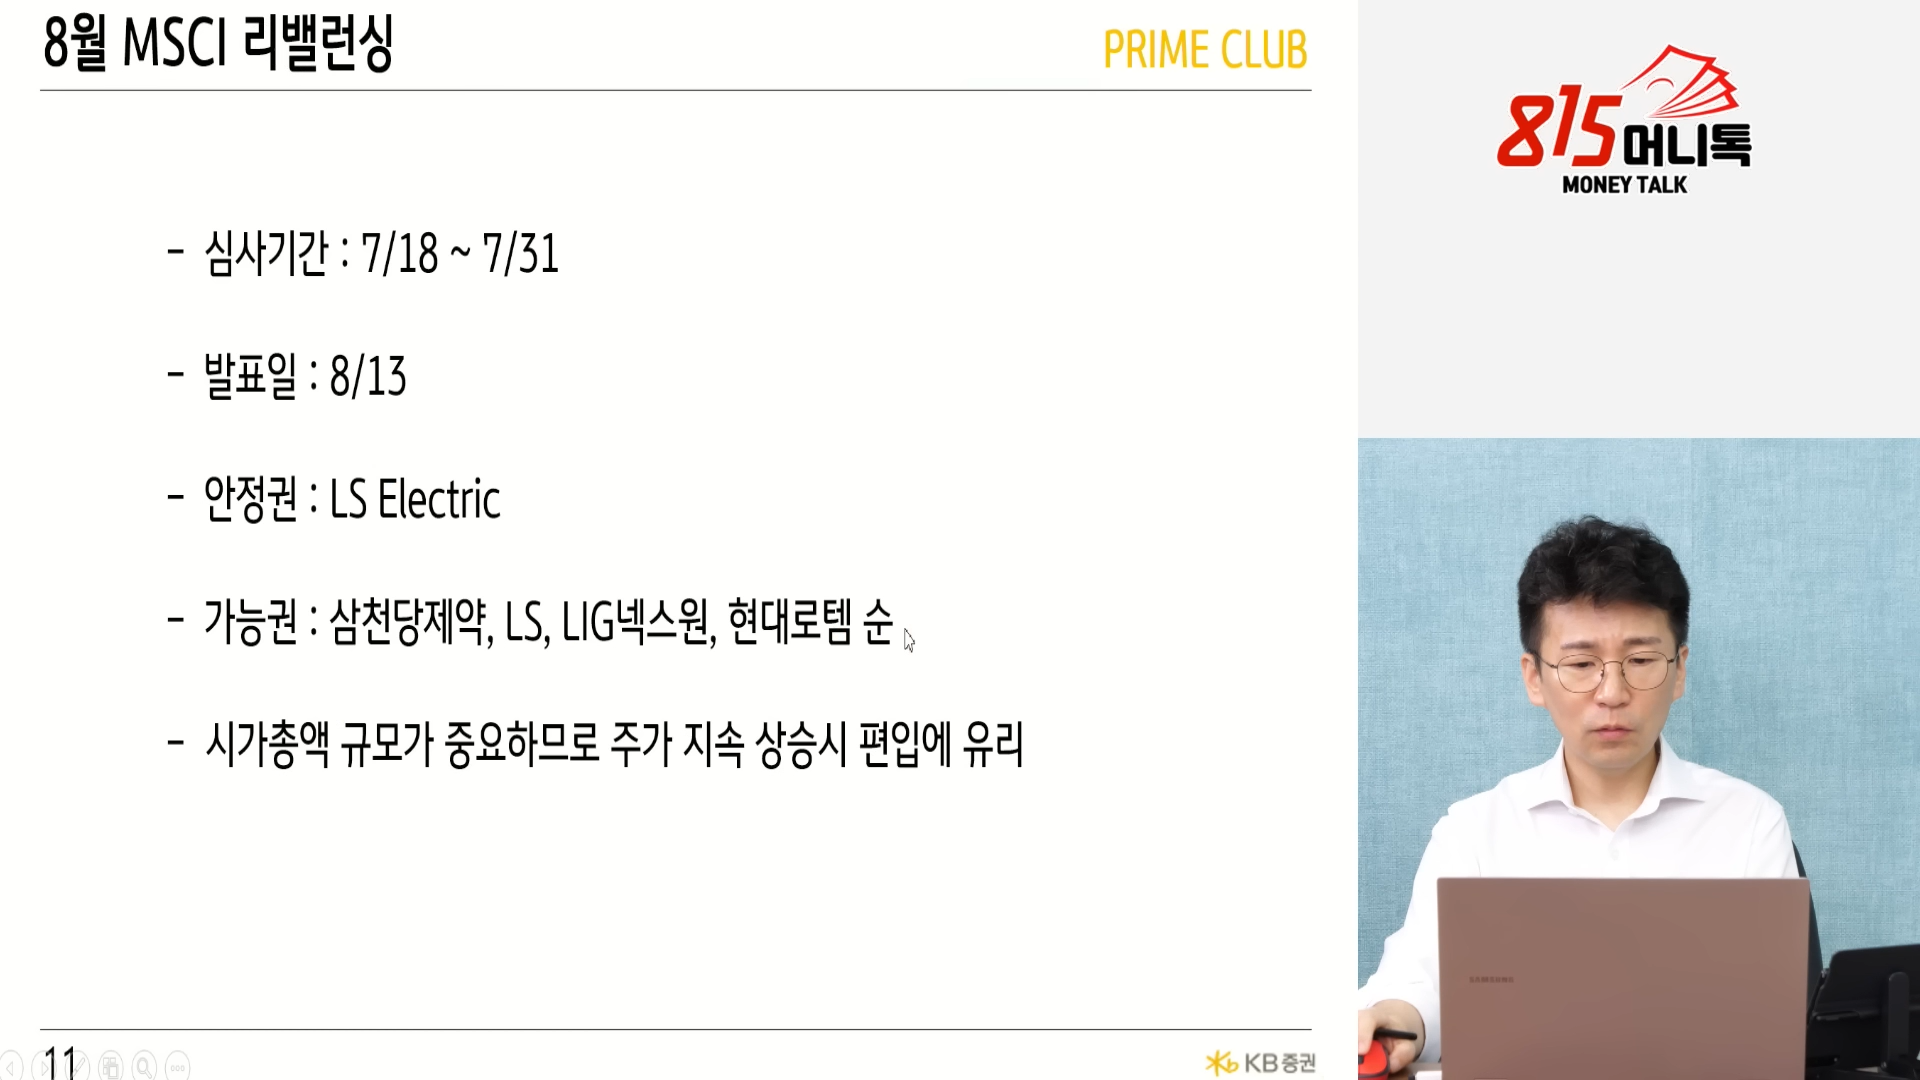 8월 MSCI 리밸런싱
PRIME CLUB
815머니톡
MONEY TALK
- 심사기간 : 7/18 ~ 7/31
- 발표일 : 8/13
- 안정권 : LS Electric
- 가능권 : 삼천당제약, LS, LIG넥스원, 현대로템 순
- 시가총액 규모가 중요하므로 주가 지속 상승시 편입에 유리
SAMSUNG
11
KB증권